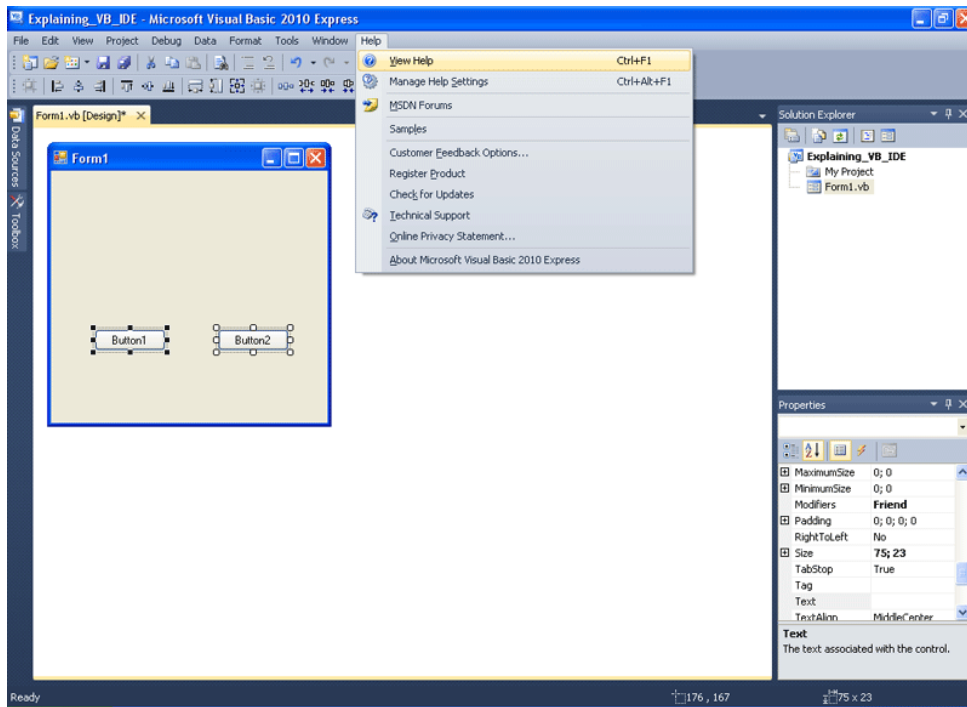 Explaining_VB_IDE - Microsoft Visual Basic 2010 Express
File Edit View Project Debug Data Format Tools Window Help
View Help Ctrl+F1
Manage Help Settings Ctrl+Alt+F1
MSDN Forums
Samples
Customer Feedback Options...
Register Product
Check for Updates
Technical Support
Online Privacy Statement...
About Microsoft Visual Basic 2010 Express
Form1.vb [Design]*
Data Sources
Toolbox
Form1
Button1 Button2
Solution Explorer
Explaining_VB_IDE
My Project
Form1.vb
Properties
MaximumSize 0; 0
MinimumSize 0; 0
Modifiers Friend
Padding 0; 0; 0; 0
RightToLeft No
Size 75; 23
TabStop True
Tag
Text
TextAlign MiddleCenter
Text
The text associated with the control.
Ready 176 , 167 75 x 23